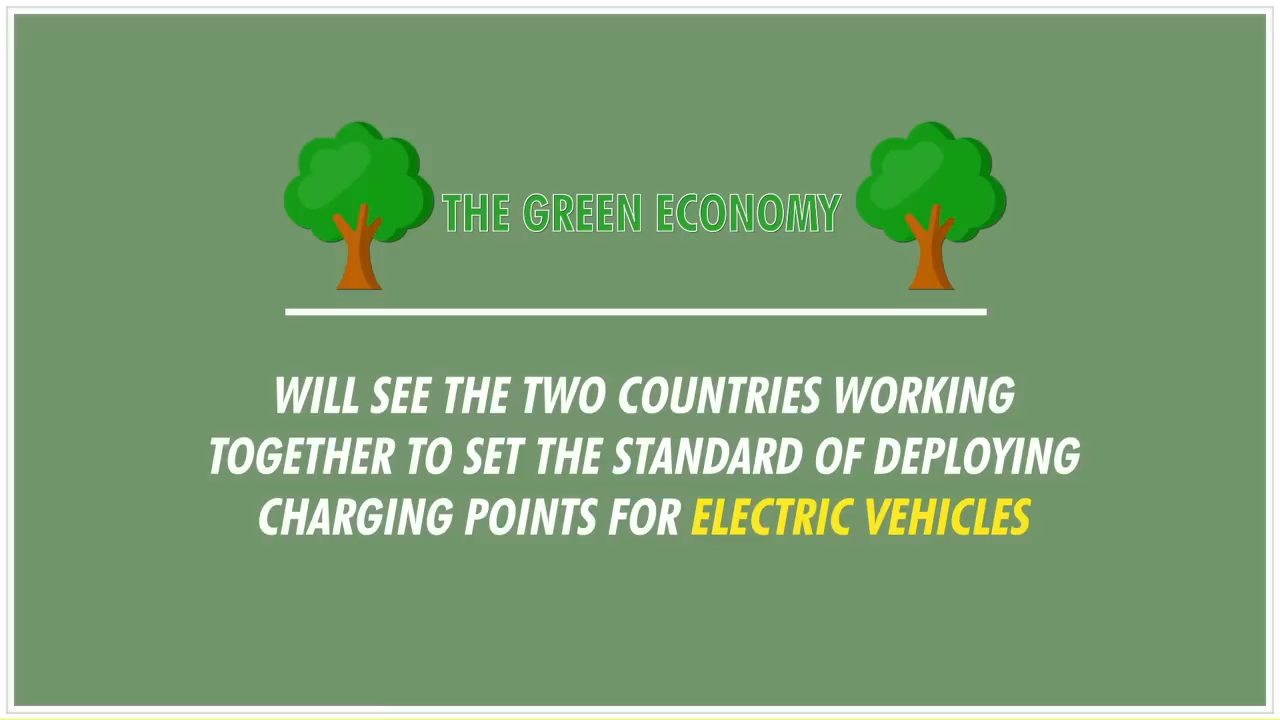 THE GREEN ECONOMY
WILL SEE THE TWO COUNTRIES WORKING
TOGETHER TO SET THE STANDARD OF DEPLOYING
CHARGING POINTS FOR ELECTRIC VEHICLES